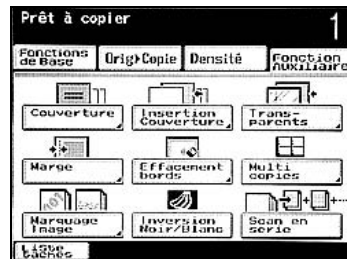 Prêt à copier 1
Fonctions
de Base
Orig▸Copie
Densité
Fonction
Auxiliaire
Couverture
Insertion
Couverture
Trans-
parents
Marge
Effacement
bords
Multi
copies
Marquage
Image
Inversion
Noir/Blanc
Scan en
serie
Liste
taches